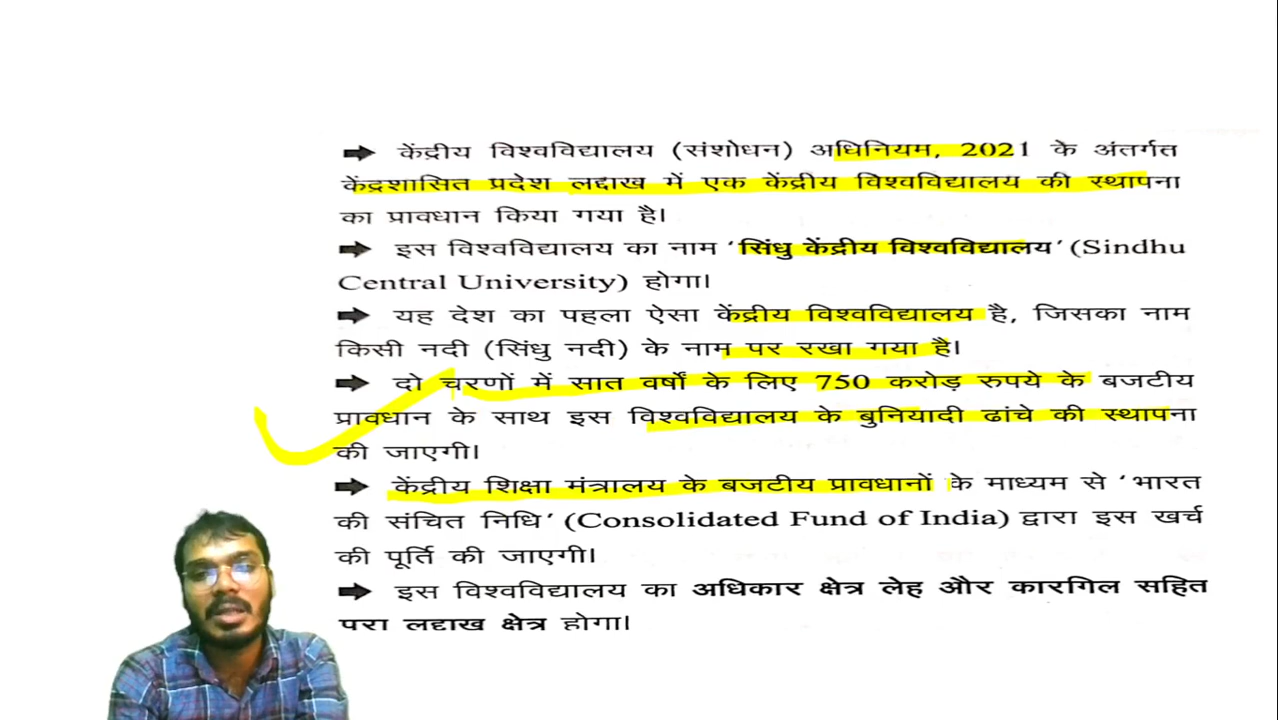 ➡ केंद्रीय विश्वविद्यालय (संशोधन) अधिनियम, 2021 के अंतर्गत
केंद्रशासित प्रदेश लद्दाख में एक केंद्रीय विश्वविद्यालय की स्थापना
का प्रावधान किया गया है।
➡ इस विश्वविद्यालय का नाम ‘सिंधु केंद्रीय विश्वविद्यालय’ (Sindhu
Central University) होगा।
➡ यह देश का पहला ऐसा केंद्रीय विश्वविद्यालय है, जिसका नाम
किसी नदी (सिंधु नदी) के नाम पर रखा गया है।
➡ दो चरणों में सात वर्षों के लिए 750 करोड़ रुपये के बजटीय
प्रावधान के साथ इस विश्वविद्यालय के बुनियादी ढांचे की स्थापना
की जाएगी।
➡ केंद्रीय शिक्षा मंत्रालय के बजटीय प्रावधानों के माध्यम से ‘भारत
की संचित निधि’ (Consolidated Fund of India) द्वारा इस खर्च
की पूर्ति की जाएगी।
➡ इस विश्वविद्यालय का अधिकार क्षेत्र लेह और कारगिल सहित
पूरा लद्दाख क्षेत्र होगा।